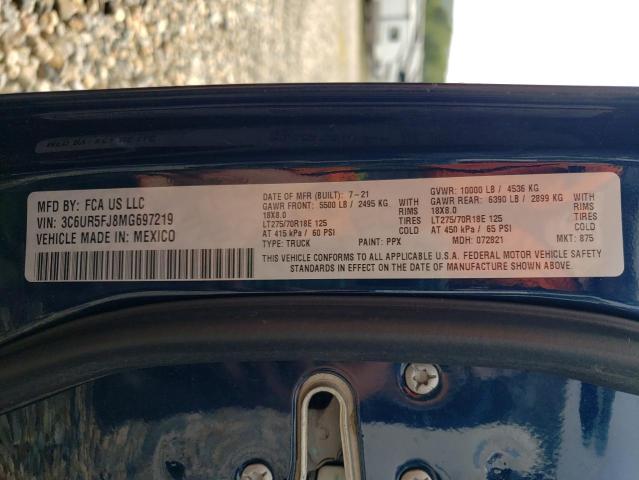 MFD BY: FCA US LLC
VIN: 3C6UR5FJ8MG697219
VEHICLE MADE IN: MEXICO
DATE OF MFR (BUILT): 7-21 GVWR: 10000 LB / 4536 KG
GAWR FRONT: 5500 LB / 2495 KG WITH GAWR REAR: 6390 LB / 2899 KG WITH
18X8.0 RIMS 18X8.0 RIMS
LT275/70R18E 125 TIRES LT275/70R18E 125 TIRES
AT 415 kPa / 60 PSI COLD AT 450 kPa / 65 PSI COLD
TYPE: TRUCK PAINT: PPX MDH: 072821 MKT: 875
THIS VEHICLE CONFORMS TO ALL APPLICABLE U.S.A. FEDERAL MOTOR VEHICLE SAFETY
STANDARDS IN EFFECT ON THE DATE OF MANUFACTURE SHOWN ABOVE